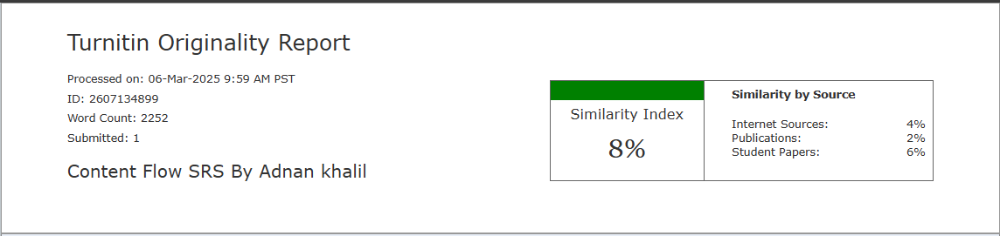 Turnitin Originality Report
Processed on: 06-Mar-2025 9:59 AM PST
ID: 2607134899
Word Count: 2252
Submitted: 1
Content Flow SRS By Adnan khalil
Similarity Index
8%
Similarity by Source
Internet Sources: 4%
Publications: 2%
Student Papers: 6%